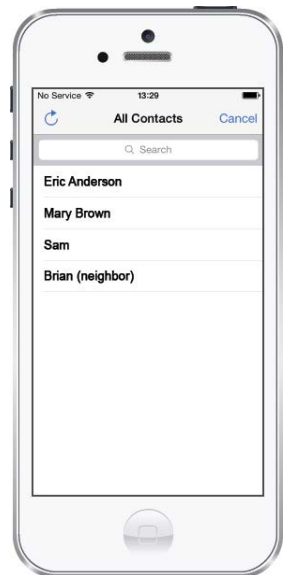 No Service 13:29
All Contacts Cancel
Search
Eric Anderson
Mary Brown
Sam
Brian (neighbor)